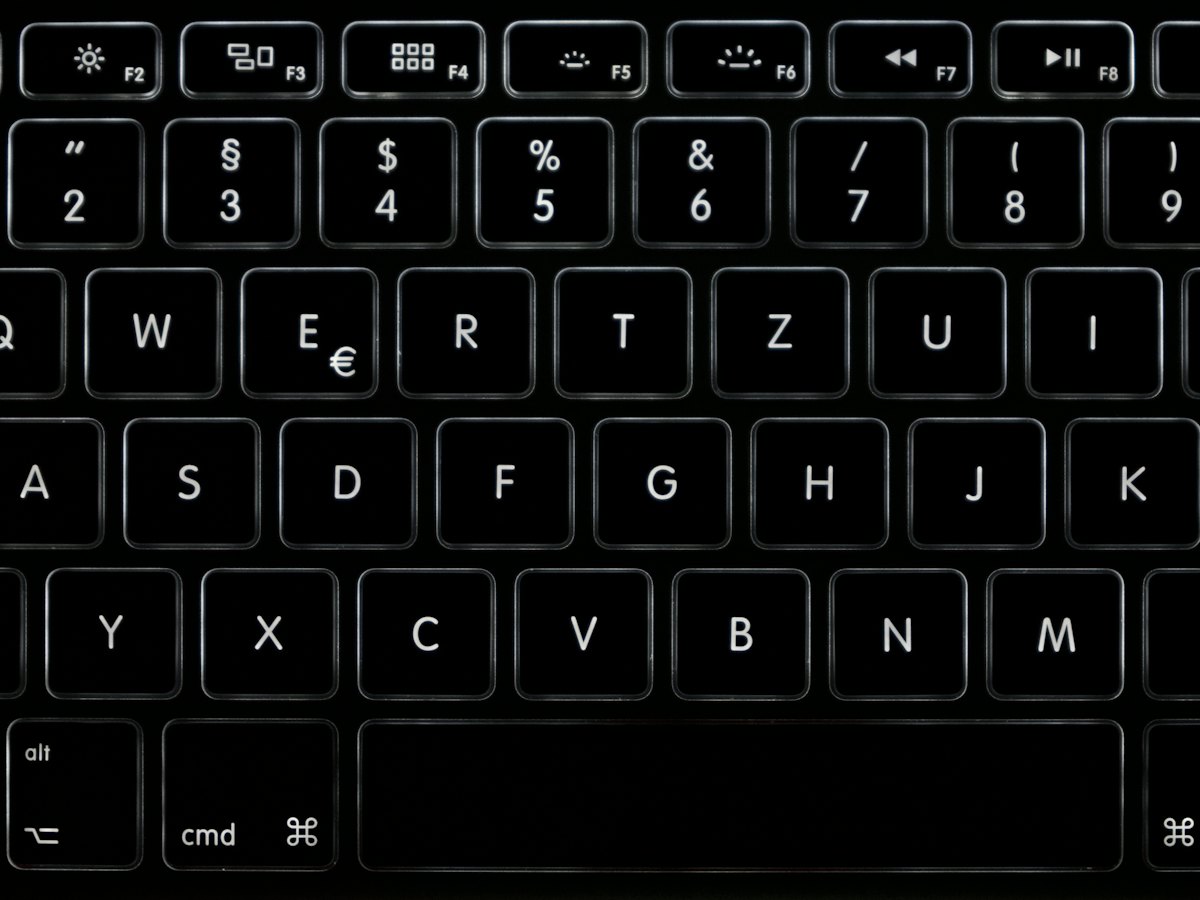 F2 F3 F4 F5 F6 F7 F8
" § $ % & / ( )
2 3 4 5 6 7 8 9
Q W E € R T Z U I
A S D F G H J K
Y X C V B N M
alt
⌥ cmd ⌘ ⌘